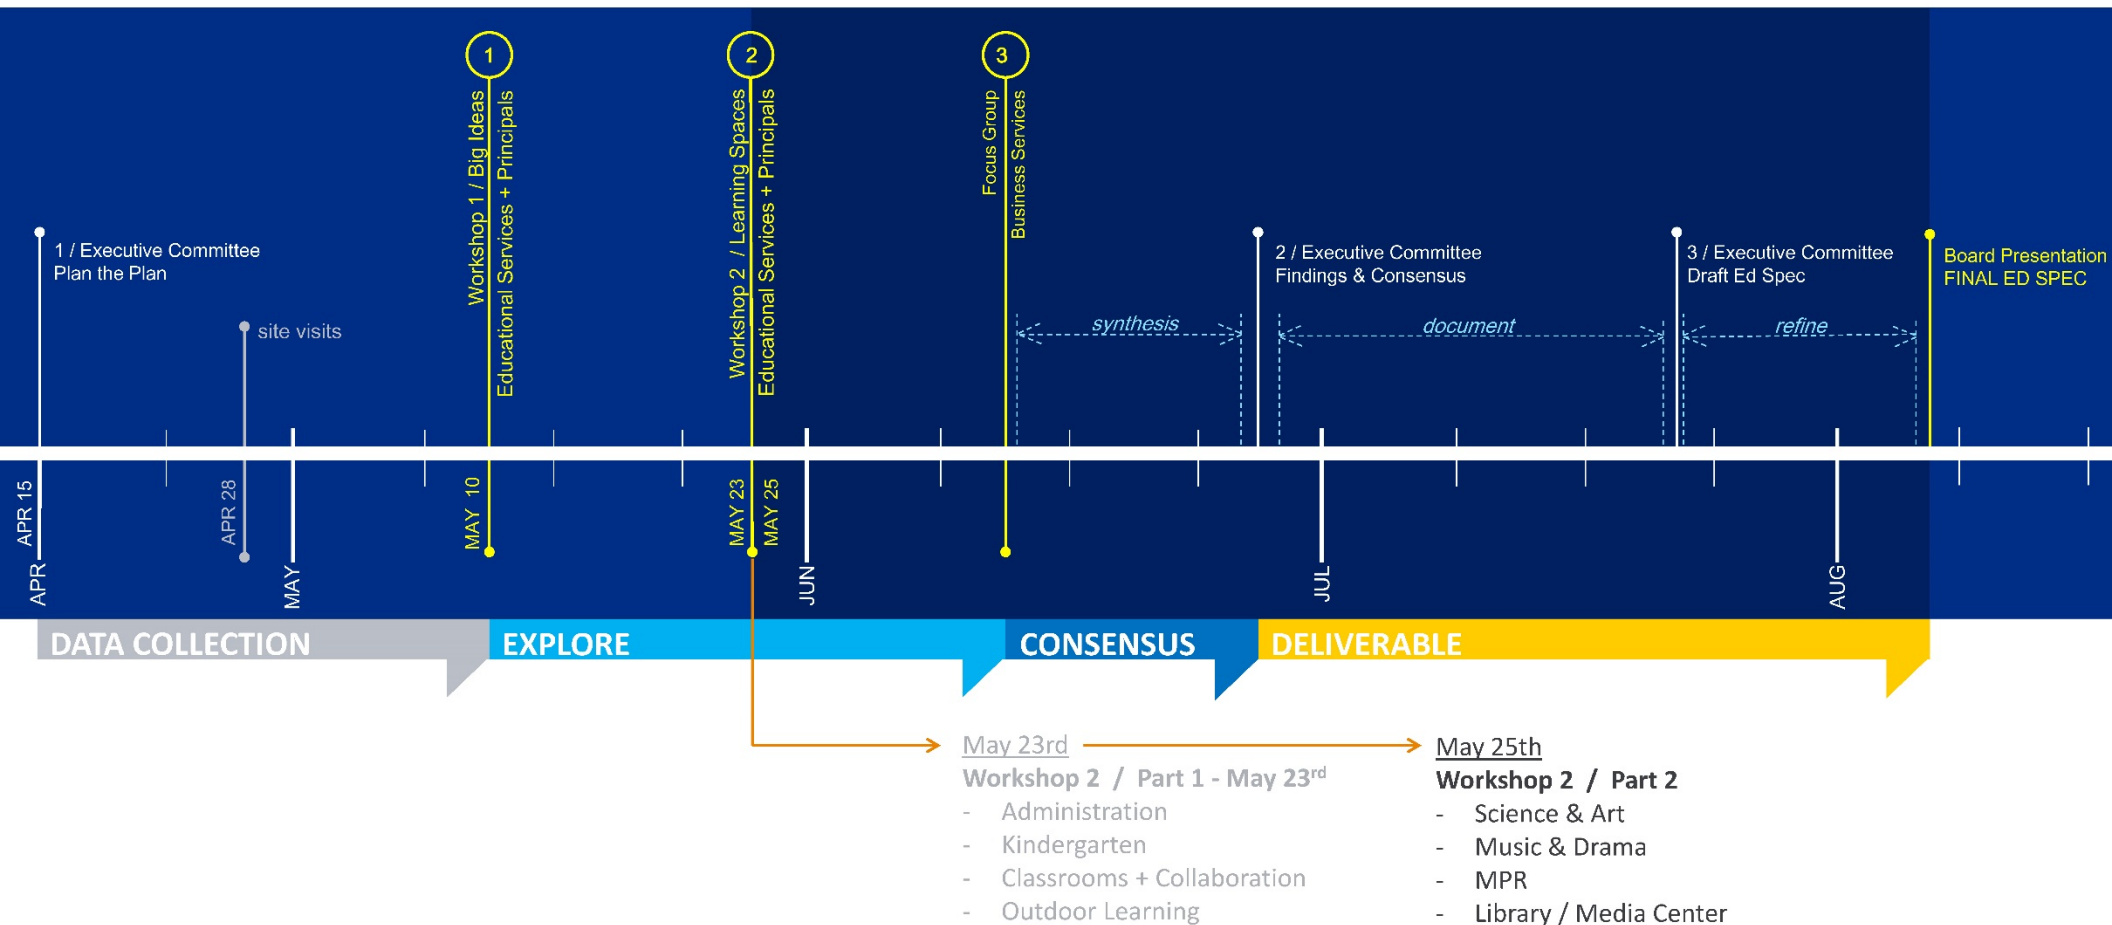 1
Workshop 1 / Big Ideas
Educational Services + Principals
2
Workshop 2 / Learning Spaces
Educational Services + Principals
3
Focus Group
Business Services
1 / Executive Committee
Plan the Plan
site visits
2 / Executive Committee
Findings & Consensus
3 / Executive Committee
Draft Ed Spec
Board Presentation
FINAL ED SPEC
synthesis
document
refine
APR 15
APR 28
MAY 10
MAY 23
MAY 25
APR
MAY
JUN
JUL
AUG
DATA COLLECTION
EXPLORE
CONSENSUS
DELIVERABLE
May 23rd
Workshop 2 / Part 1 - May 23rd
- Administration
- Kindergarten
- Classrooms + Collaboration
- Outdoor Learning
May 25th
Workshop 2 / Part 2
- Science & Art
- Music & Drama
- MPR
- Library / Media Center